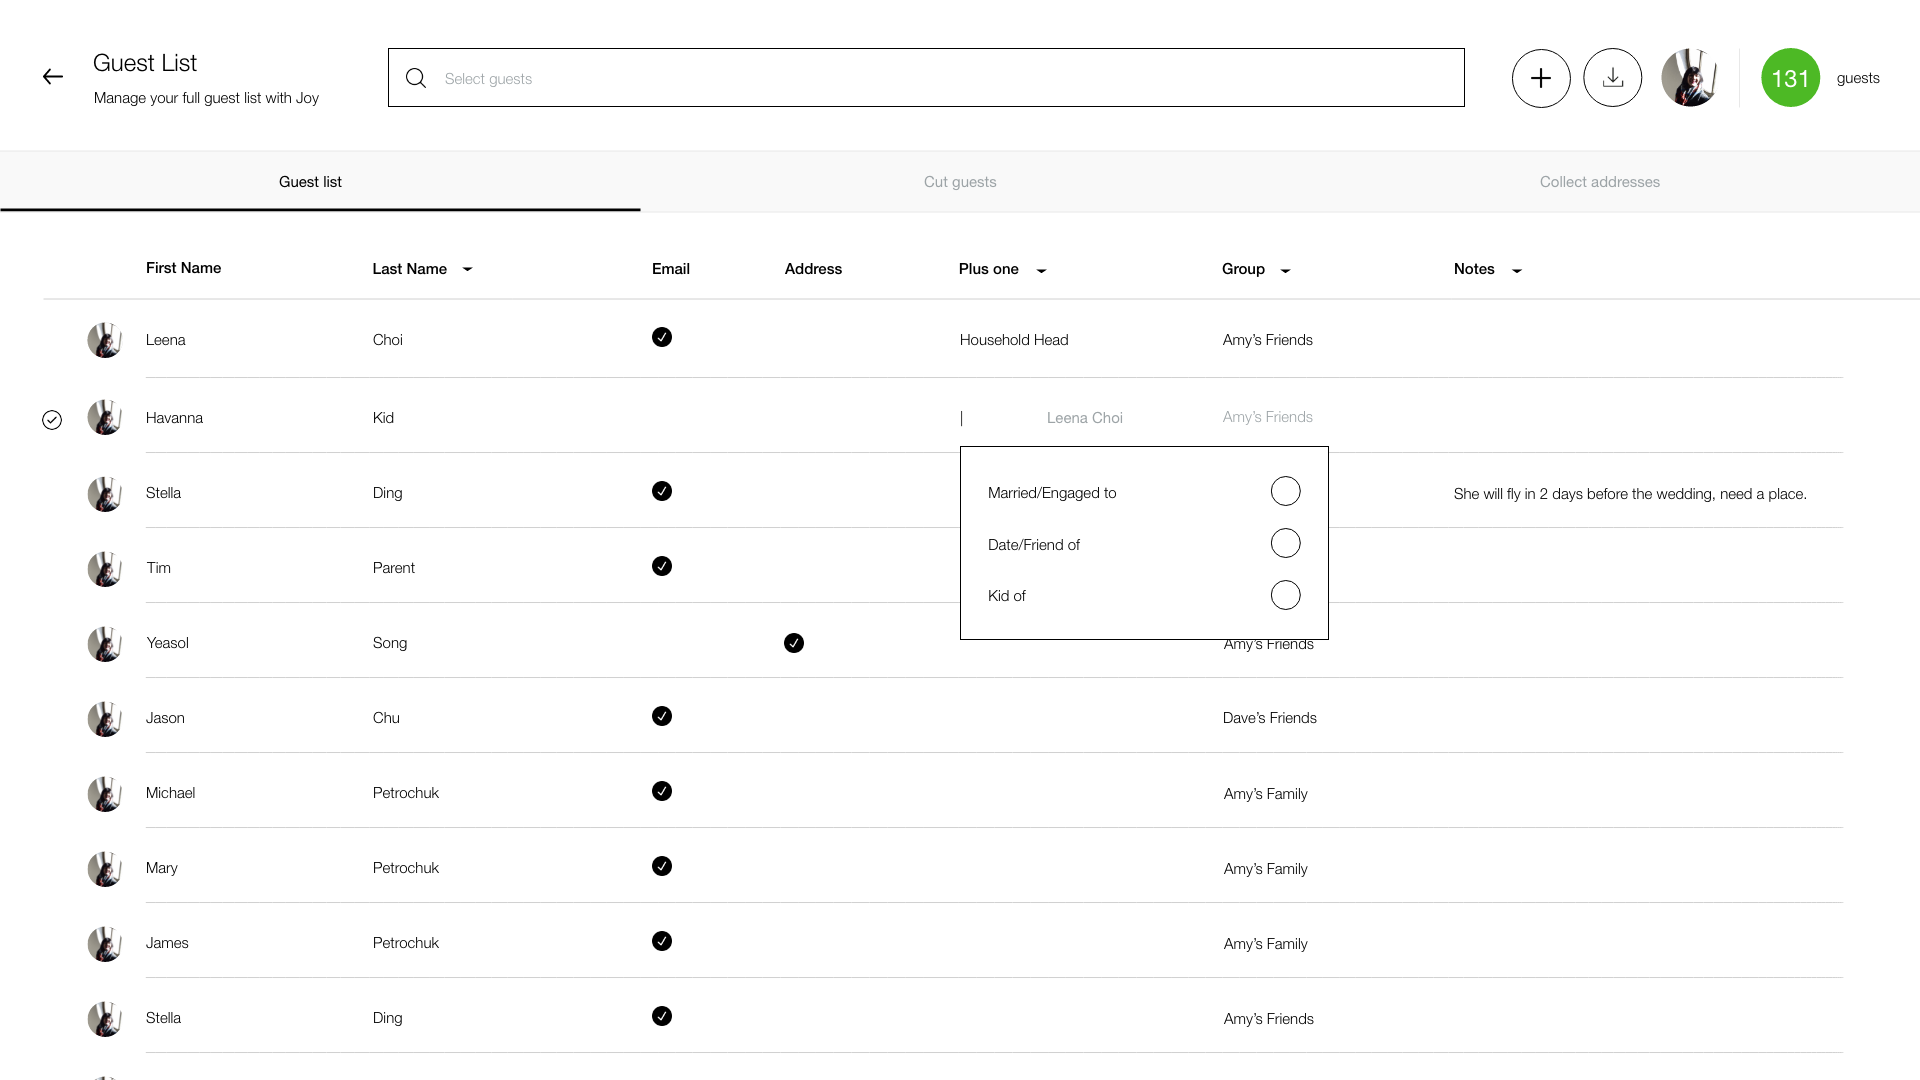 Guest List
Manage your full guest list with Joy
Select guests
131
guests
Guest list
Cut guests
Collect addresses
First Name
Last Name
Email
Address
Plus one
Group
Notes
Leena
Choi
Household Head
Amy’s Friends
Havanna
Kid
Leena Choi
Amy’s Friends
Stella
Ding
She will fly in 2 days before the wedding, need a place.
Married/Engaged to
Date/Friend of
Kid of
Tim
Parent
Yeasol
Song
Amy’s Friends
Jason
Chu
Dave’s Friends
Michael
Petrochuk
Amy’s Family
Mary
Petrochuk
Amy’s Family
James
Petrochuk
Amy’s Family
Stella
Ding
Amy’s Friends